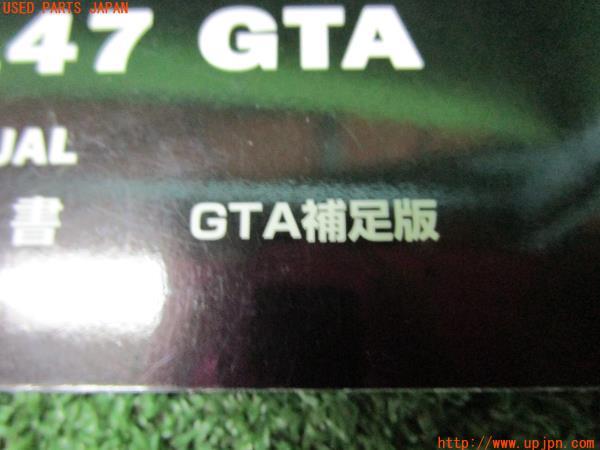 USED PARTS JAPAN
.47 GTA
UAL
書 GTA補足版
http://www.upjpn.com